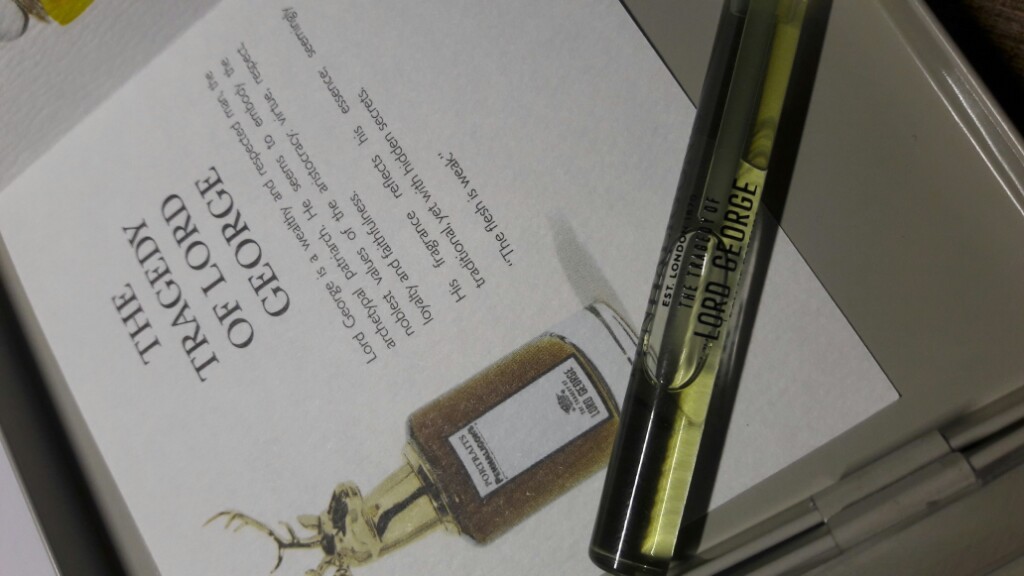 THE
TRAGEDY
OF LORD
GEORGE
Lord George is a wealthy and respected man, the
archetypal patriarch. He seems to embody the
noblest values of the aristocracy; virtue, respect,
loyalty and faithfulness.
His fragrance reflects his essence, seemingly
traditional, yet with hidden secrets.
"The flesh is weak."
PORTRAITS
PENHALIGON'S
LORD GEORGE
EST. LONDON
THE TRAGEDY OF
LORD GEORGE